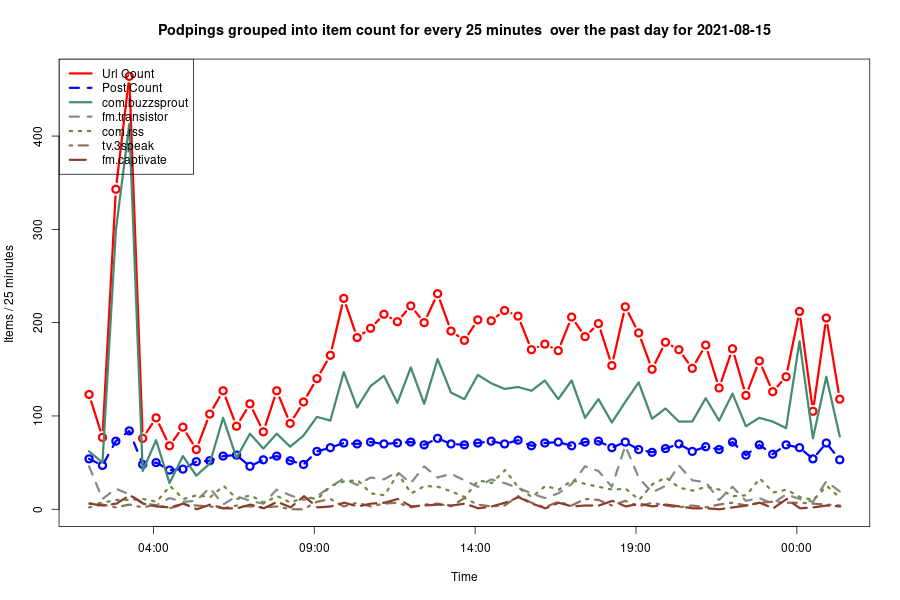 Podpings grouped into item count for every 25 minutes  over the past day for 2021-08-15
Url Count
Post Count
com.buzzsprout
fm.transistor
com.rss
tv.3speak
fm.captivate
Items / 25 minutes
400
300
200
100
0
04:00
09:00
14:00
19:00
00:00
Time